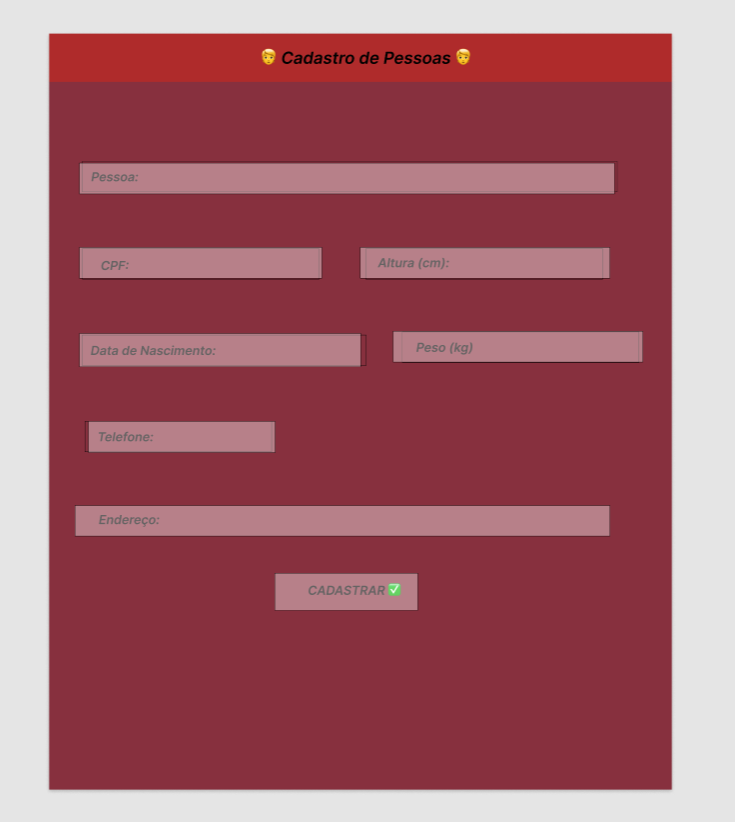 👨 Cadastro de Pessoas 👨
Pessoa:
CPF:
Altura (cm):
Data de Nascimento:
Peso (kg)
Telefone:
Endereço:
CADASTRAR ✅